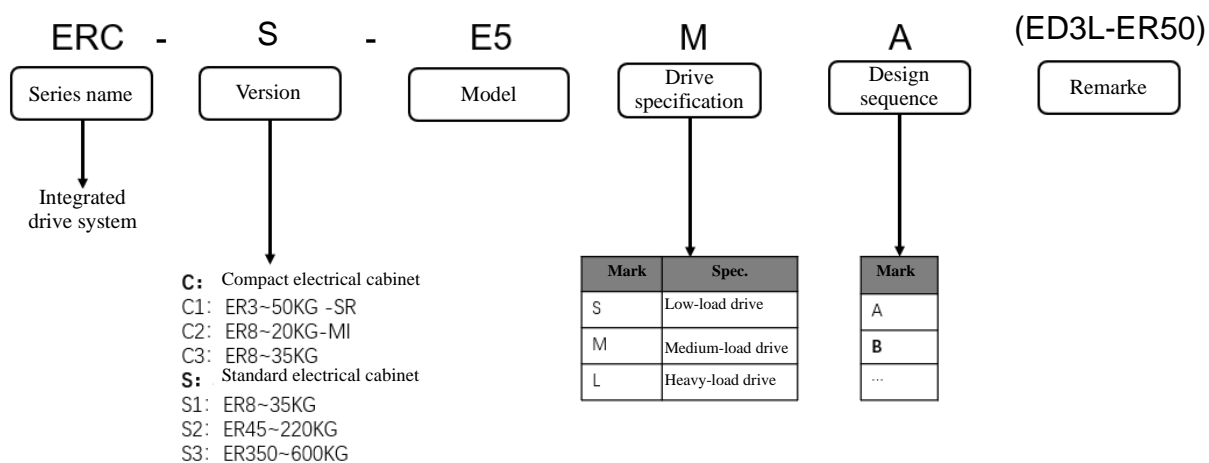 ERC - S - E5 M A (ED3L-ER50)
Series name
Version
Model
Drive
specification
Design
sequence
Remarke
Integrated
drive system
C: Compact electrical cabinet
C1: ER3~50KG -SR
C2: ER8~20KG-MI
C3: ER8~35KG
S: Standard electrical cabinet
S1: ER8~35KG
S2: ER45~220KG
S3: ER350~600KG
Mark Spec.
S Low-load drive
M Medium-load drive
L Heavy-load drive
Mark
A
B
...